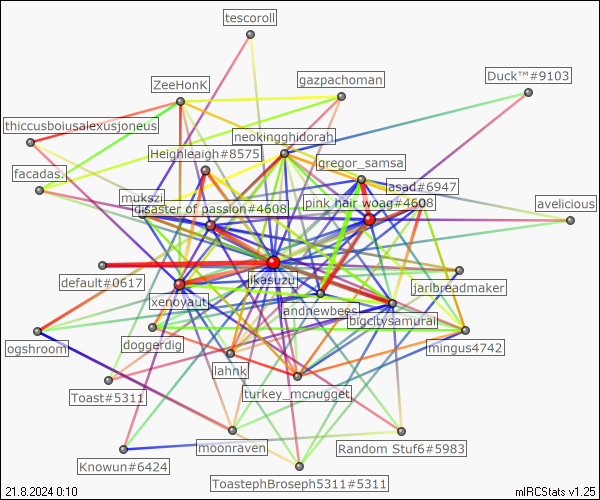 tescoroll
ZeeHonK
gazpachoman
Duck™#9103
thiccusboiusalexusjoneus
neokingghidorah
Heighleaigh#8575
gregor_samsa
facadas.
asad#6947
mukszi
disaster of passion#4608
pink hair woag#4608
avelicious
default#0617
ikasuzu
jarbreadmaker
xenoyaut
andnewbees
bigcitysamurai
ogshroom
doggerdig
mingus4742
lahnk
Toast#5311
turkey_mcnugget
moonraven
Random Stuf6#5983
Knowun#6424
ToastephBroseph5311#5311
21.8.2024 0:10
mIRCStats v1.25